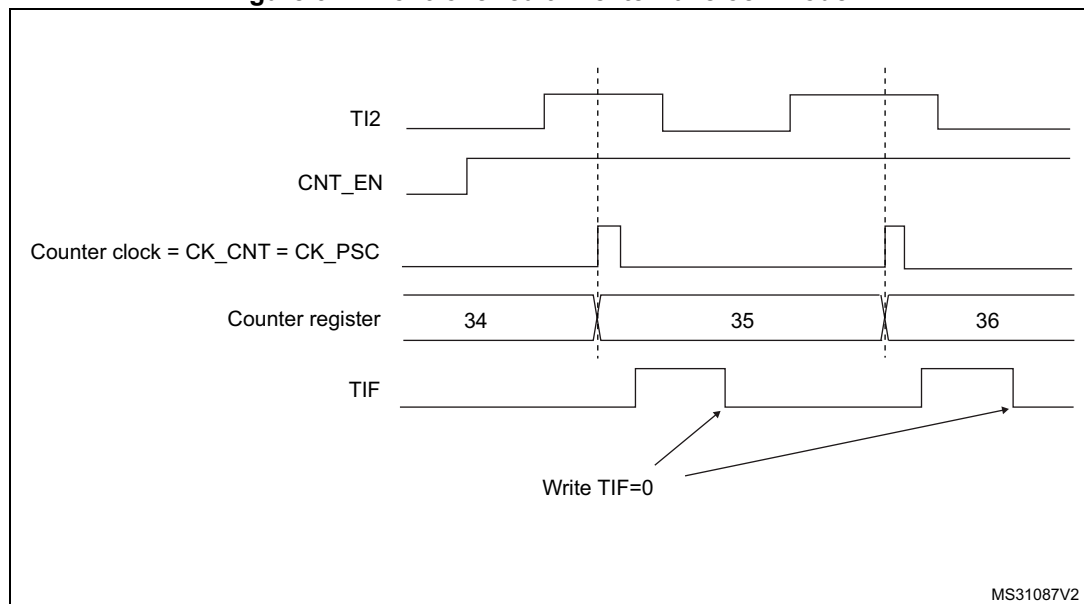 TI2
CNT_EN
Counter clock = CK_CNT = CK_PSC
Counter register 34 35 36
TIF
Write TIF=0
MS31087V2